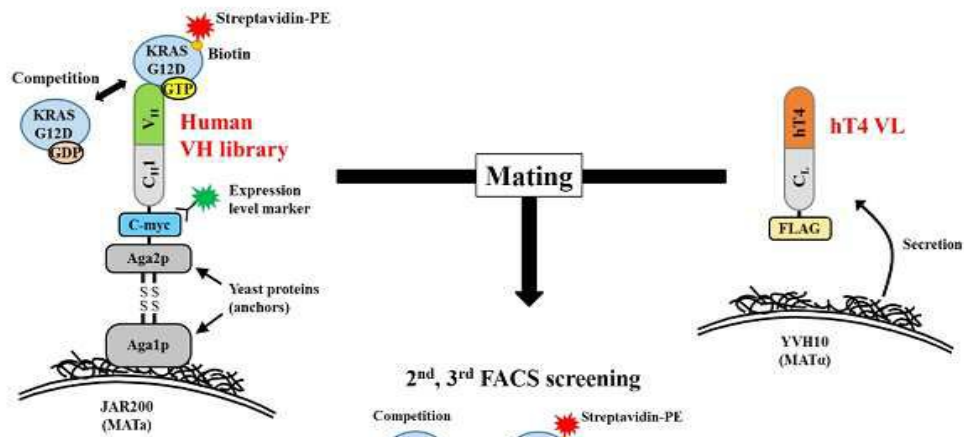 Streptavidin-PE
KRAS
G12D
Biotin
GTP
Competition
KRAS
G12D
GDP
VH
Human
VH library
CH1
Expression
level marker
C-myc
Aga2p
S S
S S
Yeast proteins
(anchors)
Aga1p
JAR200
(MATa)
Mating
hT4
hT4 VL
CL
FLAG
Secretion
YVH10
(MATα)
2nd, 3rd FACS screening
Competition
Streptavidin-PE